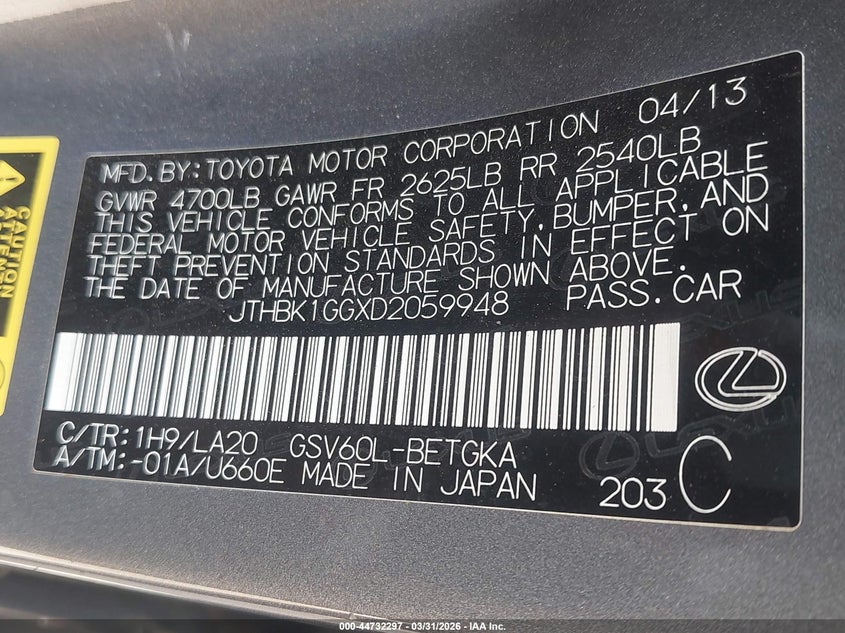 MFD. BY: TOYOTA MOTOR CORPORATION 04/13
GVWR 4700LB GAWR FR 2625LB RR 2540LB
THIS VEHICLE CONFORMS TO ALL APPLICABLE
FEDERAL MOTOR VEHICLE SAFETY, BUMPER, AND
THEFT PREVENTION STANDARDS IN EFFECT ON
THE DATE OF MANUFACTURE SHOWN ABOVE.
JTHBK1GGXD2059948 PASS. CAR
C/TR: 1H9/LA20 GSV60L-BETGKA
A/TM: -01A/U660E MADE IN JAPAN
203 C
CAUTION
000-44732297 - 03/31/2026 - IAA Inc.